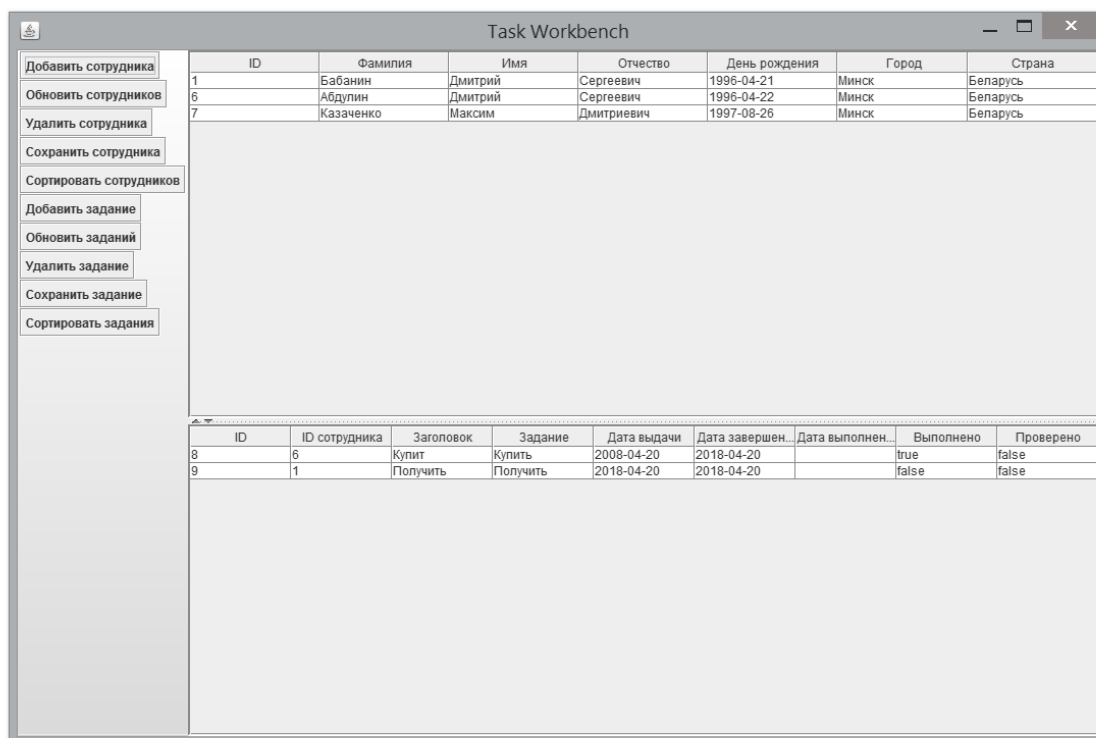 Task Workbench
Добавить сотрудника
Обновить сотрудников
Удалить сотрудника
Сохранить сотрудника
Сортировать сотрудников
Добавить задание
Обновить заданий
Удалить задание
Сохранить задание
Сортировать задания
ID Фамилия Имя Отчество День рождения Город Страна
1 Бабанин Дмитрий Сергеевич 1996-04-21 Минск Беларусь
6 Абдулин Дмитрий Сергеевич 1996-04-22 Минск Беларусь
7 Казаченко Максим Дмитриевич 1997-08-26 Минск Беларусь
ID ID сотрудника Заголовок Задание Дата выдачи Дата завершен... Дата выполнен... Выполнено Проверено
8 6 Купит Купить 2008-04-20 2018-04-20 true false
9 1 Получить Получить 2018-04-20 2018-04-20 false false